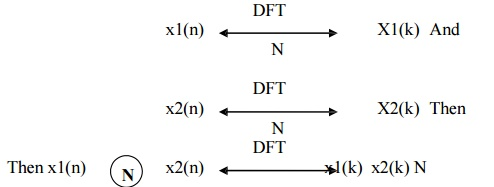 DFT
x1(n) X1(k) And
N
DFT
x2(n) X2(k) Then
N
DFT
Then x1(n) N x2(n) x1(k) x2(k) N